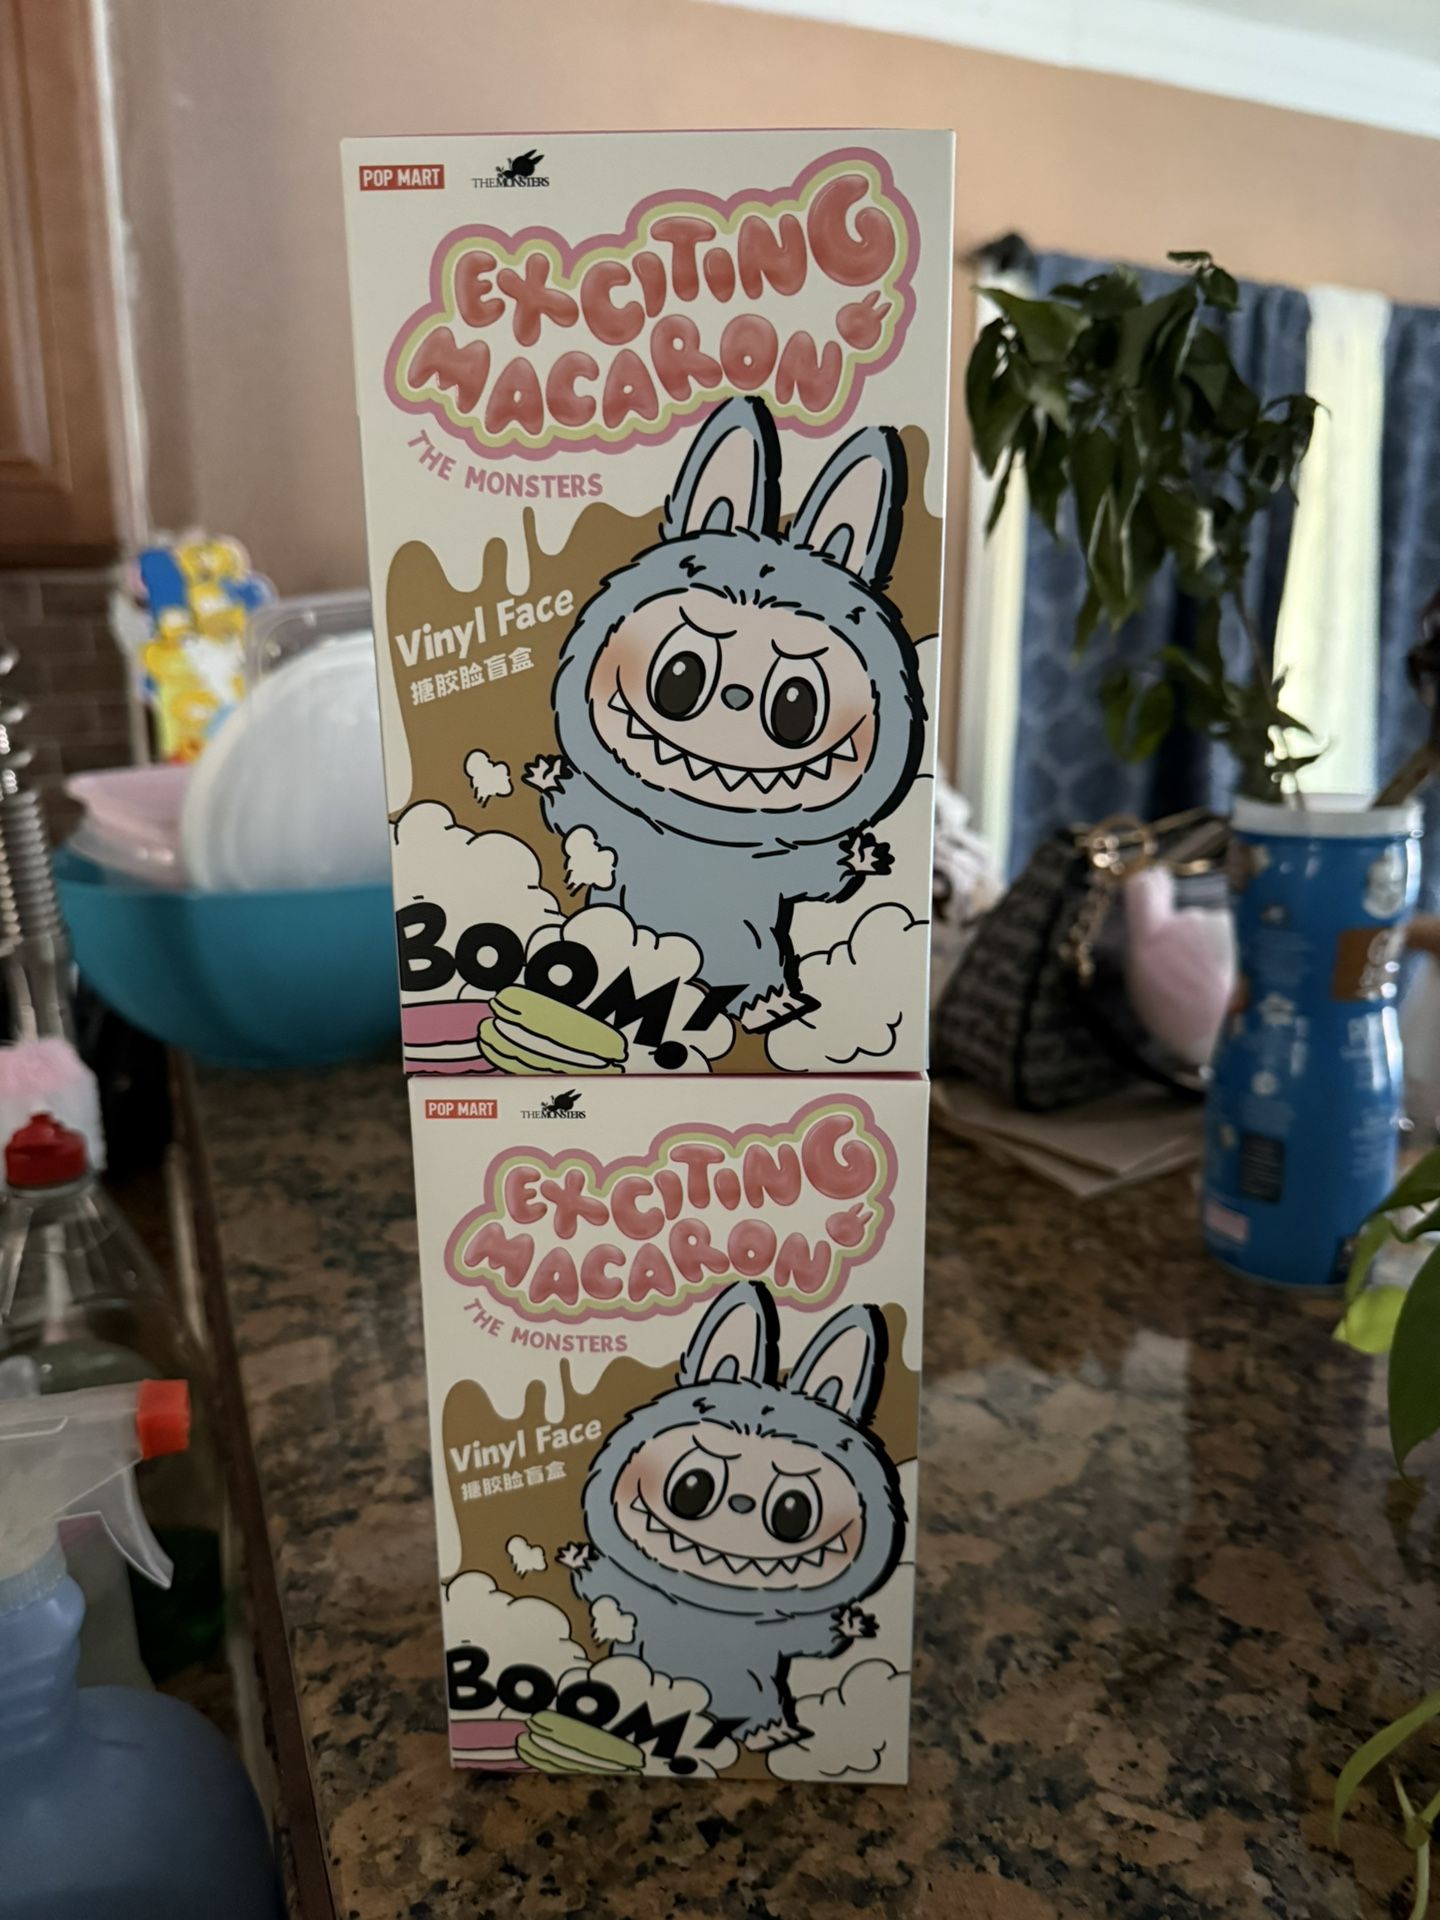 POP MART
THE MONSTERS
EXCITING
MACARON
THE MONSTERS
Vinyl Face
搪胶脸盲盒
BOOM!
POP MART
THE MONSTERS
EXCITING
MACARON
THE MONSTERS
Vinyl Face
搪胶脸盲盒
BOOM!